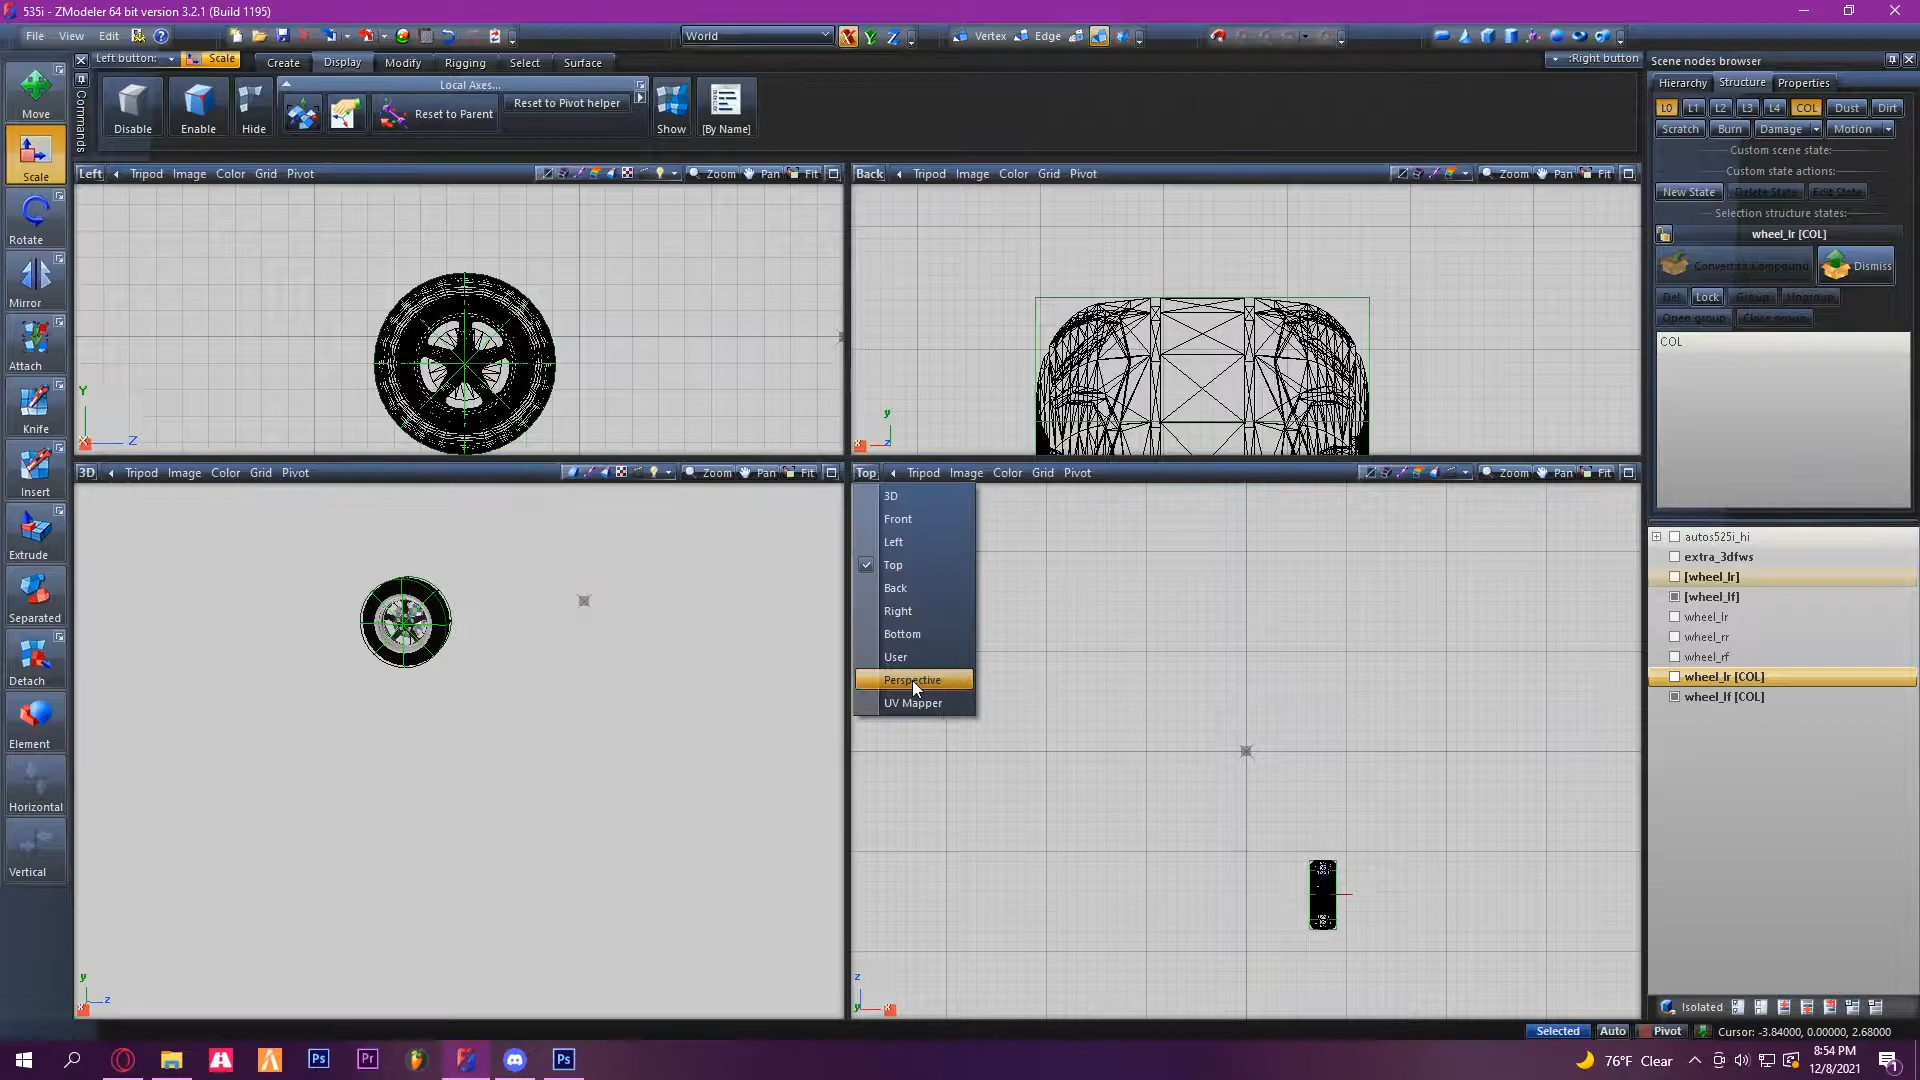 535i - ZModeler 64 bit version 3.2.1 (Build 1195)
File View Edit
World
X Y Z
Vertex Edge
Left button: Scale
:Right button
Create Display Modify Rigging Select Surface
Commands
Local Axes...
Disable Enable Hide
Reset to Parent
Reset to Pivot helper
Show [By Name]
Move
Scale
Rotate
Mirror
Attach
Knife
Insert
Extrude
Separated
Detach
Element
Horizontal
Vertical
Left Tripod Image Color Grid Pivot Zoom Pan Fit
Y
Z
Back Tripod Image Color Grid Pivot Zoom Pan Fit
y
z
3D Tripod Image Color Grid Pivot Zoom Pan Fit
y
z
Top Tripod Image Color Grid Pivot Zoom Pan Fit
3D
Front
Left
Top
Back
Right
Bottom
User
Perspective
UV Mapper
z
y
Scene nodes browser
Hierarchy Structure Properties
L0 L1 L2 L3 L4 COL Dust Dirt
Scratch Burn Damage Motion
Custom scene state:
Custom state actions:
New State Delete State Edit State
Selection structure states:
wheel_lr [COL]
Convert to Compound Dismiss
Del Lock Group Ungroup
Open group Close group
COL
autos525i_hi
extra_3dfws
[wheel_lr]
[wheel_lf]
wheel_lr
wheel_rr
wheel_rf
wheel_lr [COL]
wheel_lf [COL]
Isolated
Selected Auto Pivot Cursor: -3.84000, 0.00000, 2.68000
Ps Pr Ps
76°F Clear
8:54 PM
12/8/2021
1